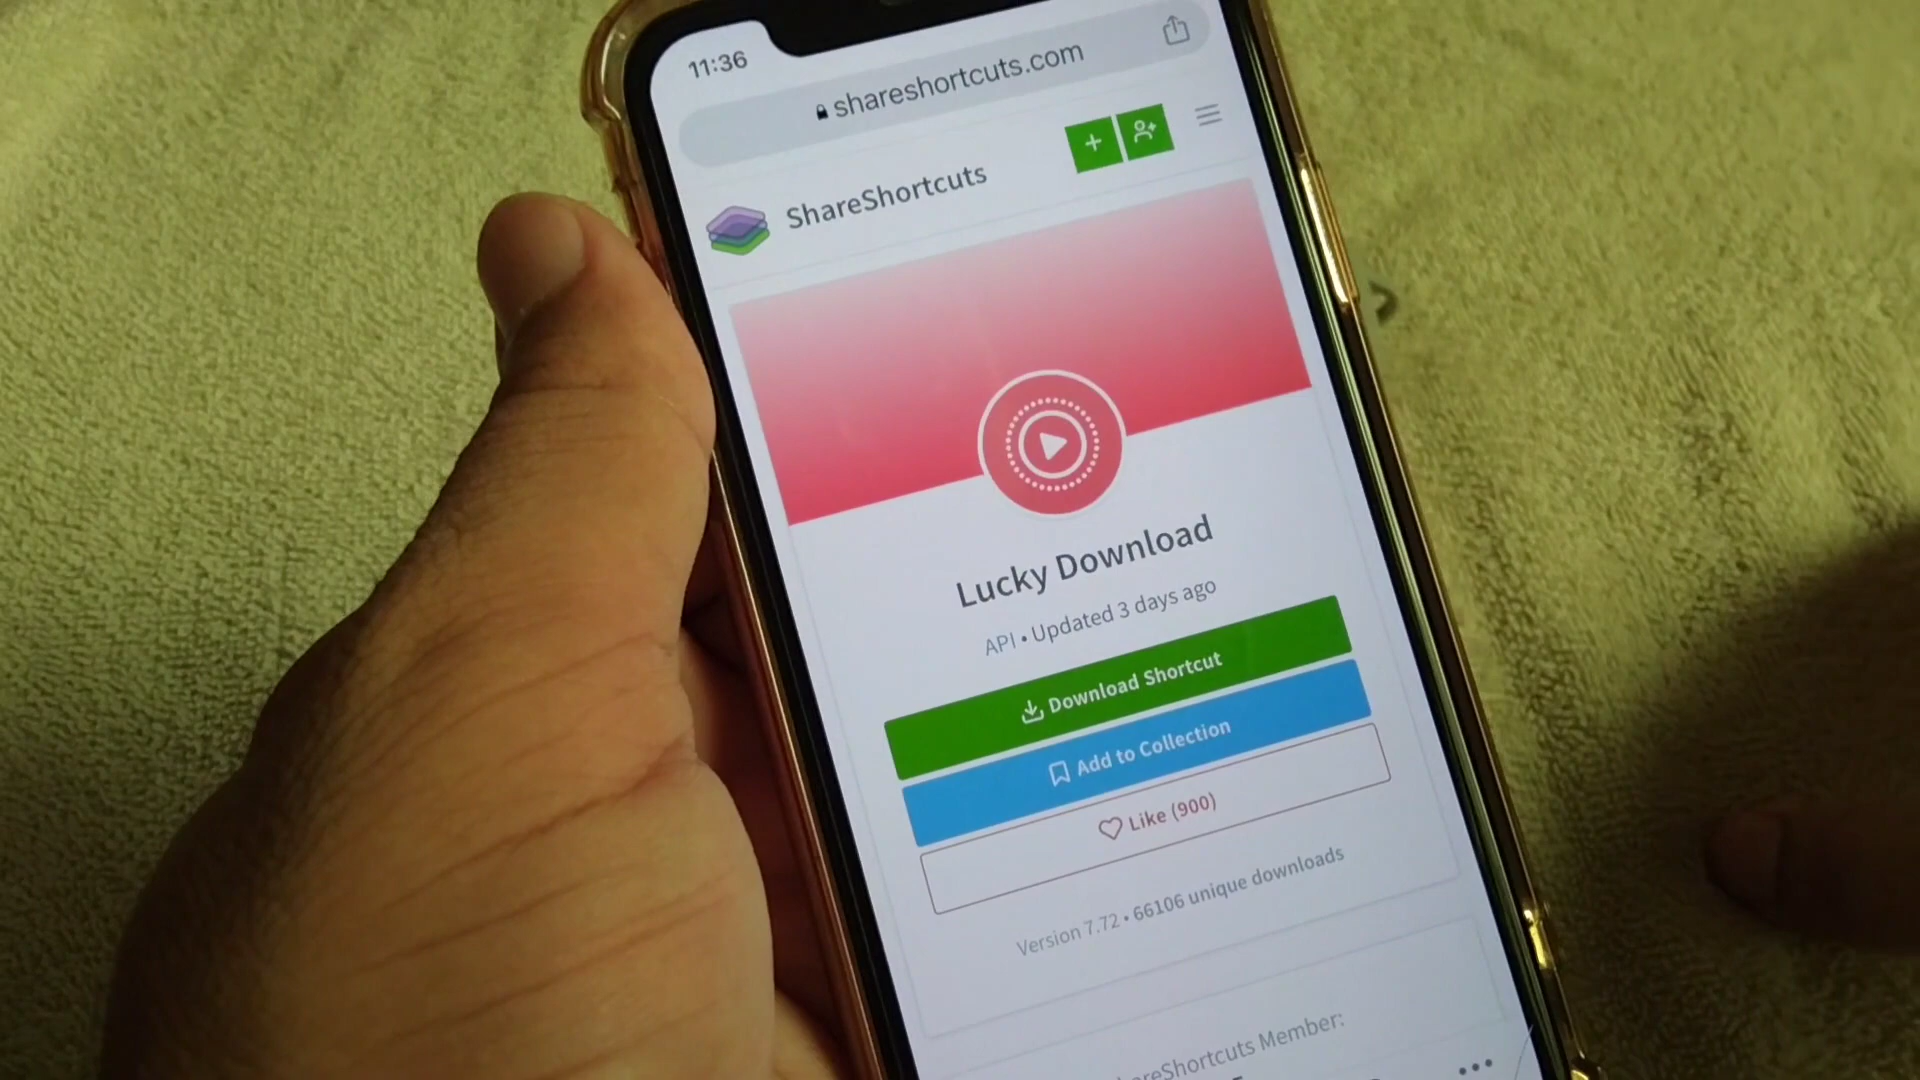 11:36
shareshortcuts.com
ShareShortcuts
Lucky Download
API • Updated 3 days ago
Download Shortcut
Add to Collection
Like (900)
Version 7.72 • 66106 unique downloads
reShortcuts Member: